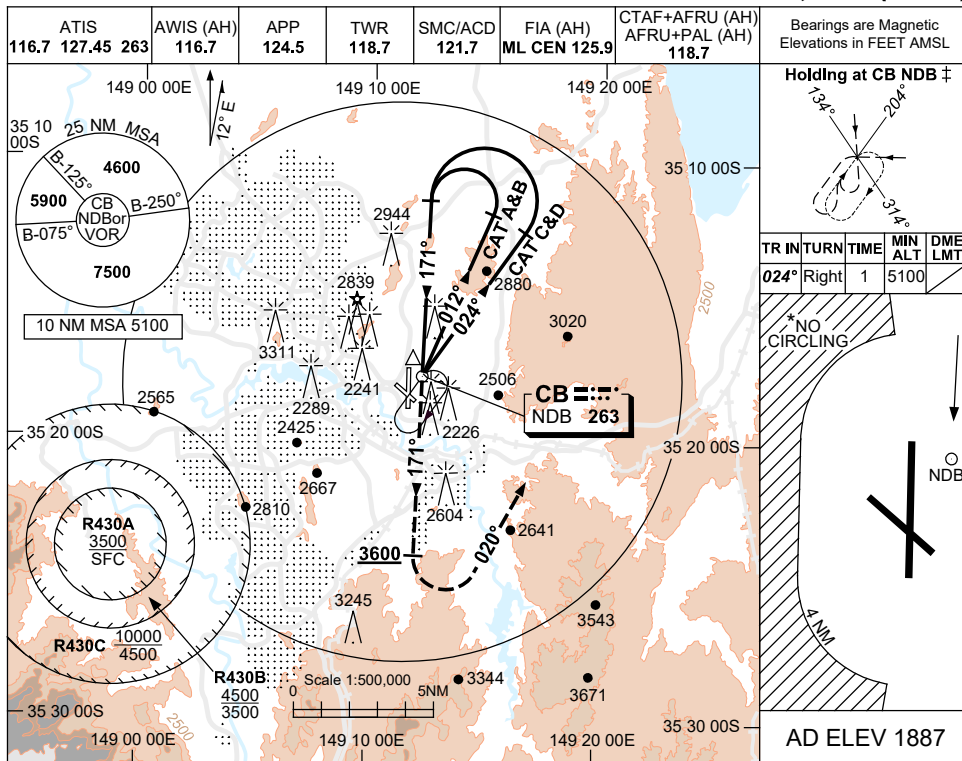 ATIS
116.7 127.45 263
AWIS (AH)
116.7
APP
124.5
TWR
118.7
SMC/ACD
121.7
FIA (AH)
ML CEN 125.9
CTAF+AFRU (AH)
AFRU+PAL (AH)
118.7
Bearings are Magnetic
Elevations in FEET AMSL
149 00 00E
149 10 00E
149 20 00E
12° E
35 10
00S
25 NM MSA
B-125°
4600
5900
CB
NDBor
VOR
B-250°
B-075°
7500
10 NM MSA 5100
35 10 00S
Holding at CB NDB ‡
134°
204°
314°
TR IN
TURN
TIME
MIN
ALT
DME
LMT
024°
Right
1
5100
2944
171°
CAT A&B
CAT C&D
2880
012°
024°
2500
2839
3311
2241
3020
2289
2506
CB
NDB 263
2565
2425
2226
35 20 00S
35 20 00S
2667
171°
2604
2810
2641
020°
3600
R430A
3500
SFC
3245
3543
R430C
10000
4500
R430B
4500
3500
Scale 1:500,000
0
5NM
3344
3671
35 30 00S
2500
35 30 00S
149 00 00E
149 10 00E
149 20 00E
*NO
CIRCLING
NDB
4 NM
AD ELEV 1887